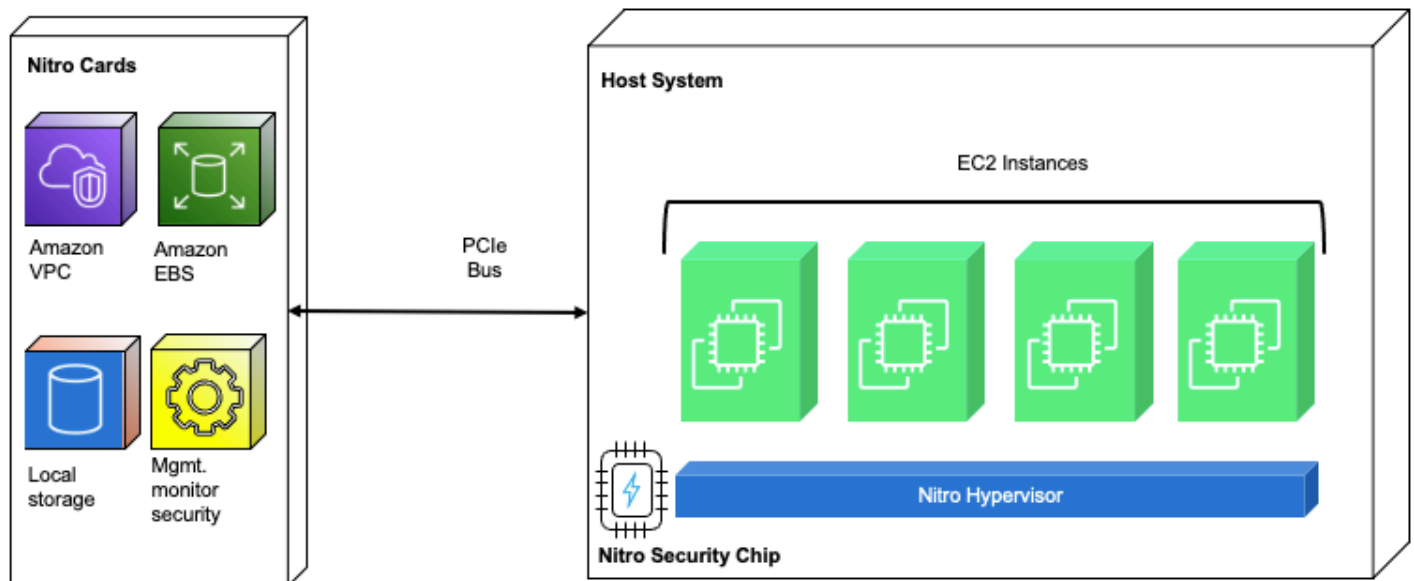 Nitro Cards
Amazon
VPC
Amazon
EBS
Local
storage
Mgmt.
monitor
security
PCIe
Bus
Host System
EC2 Instances
Nitro Hypervisor
Nitro Security Chip